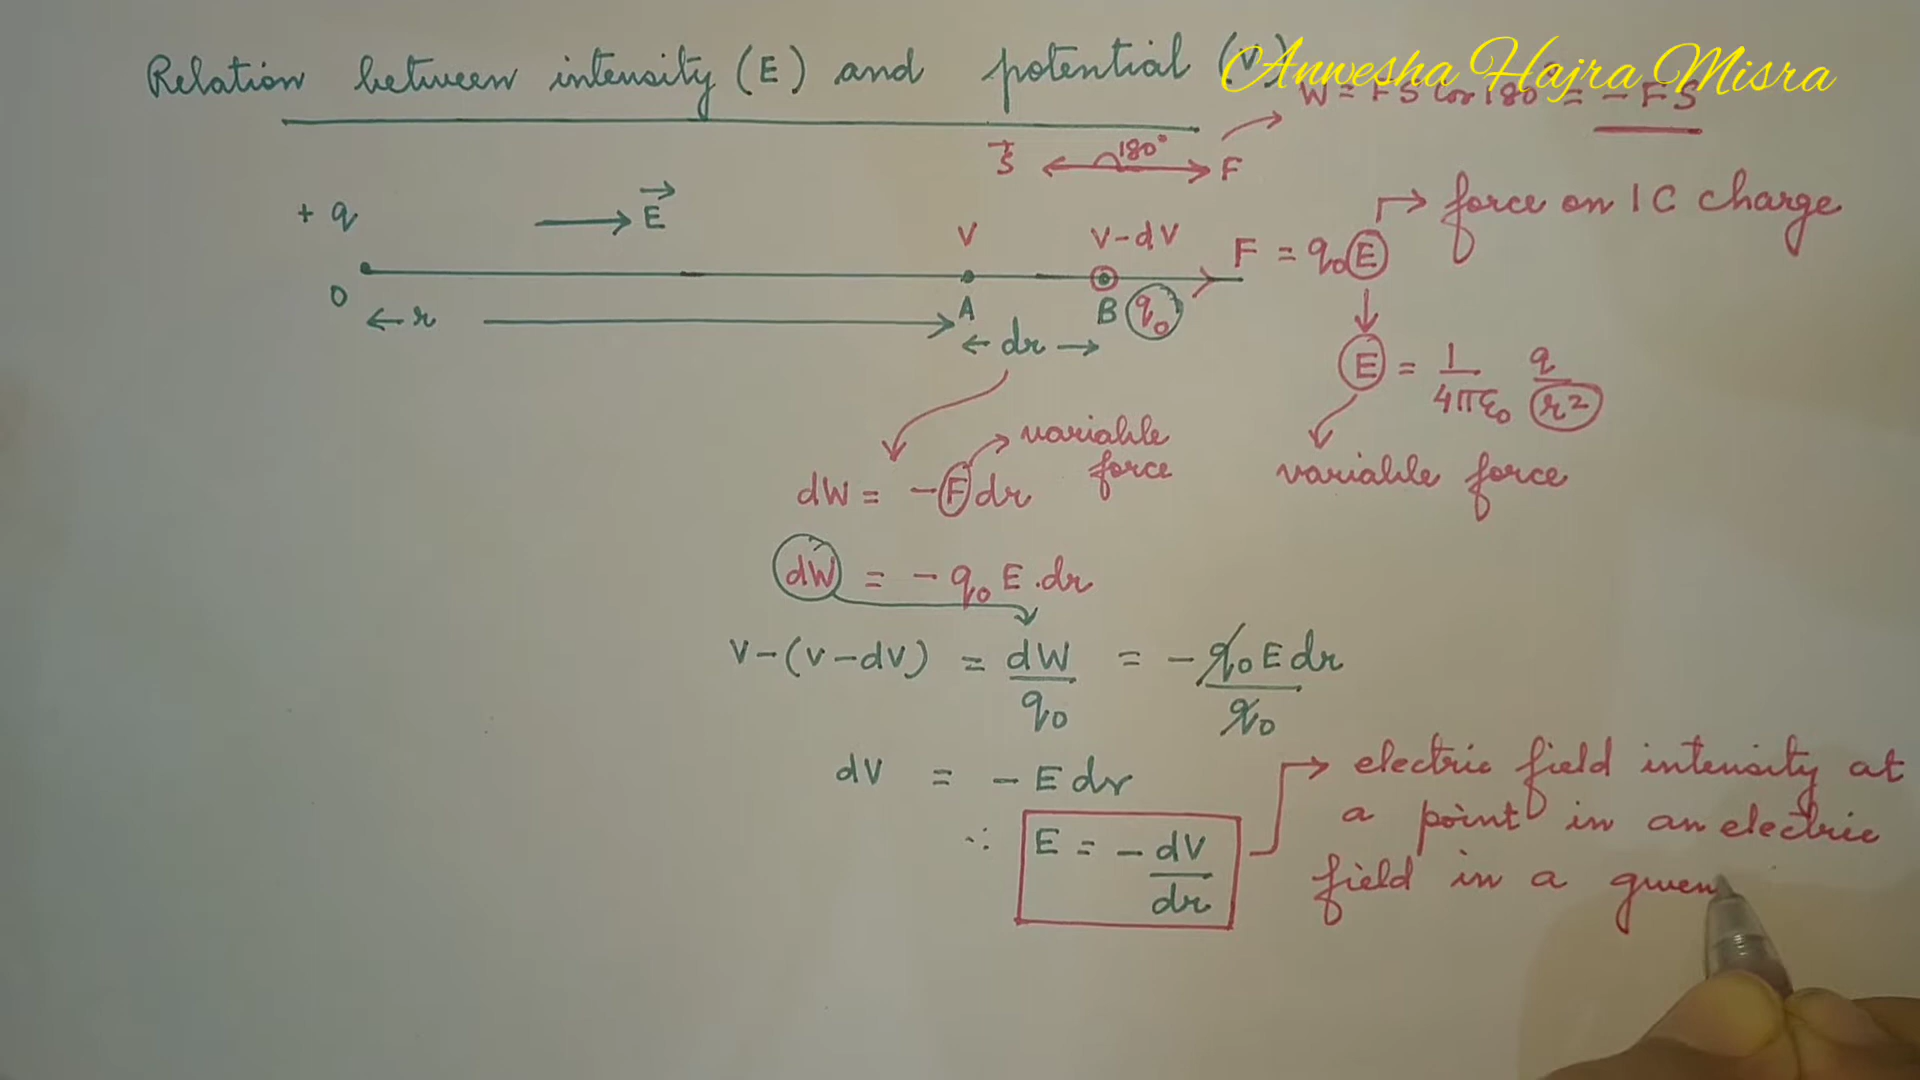 Relation between intensity (E) and potential (V)
Anwesha Hajra Misra
W = FS Cos 180° = - FS
S⃗ 180° F
+ q E⃗
V V-dV F = q₀E force on 1 C charge
O A B q₀
r
dr
E = 1/4πε₀ q/r²
variable force
variable
force
dW = - F dr
dW = - q₀ E . dr
V-(V-dV) = dW/q₀ = - q₀ E dr/q₀
dV = - E dr
∴ E = - dV/dr
electric field intensity at
a point in an electric
field in a given